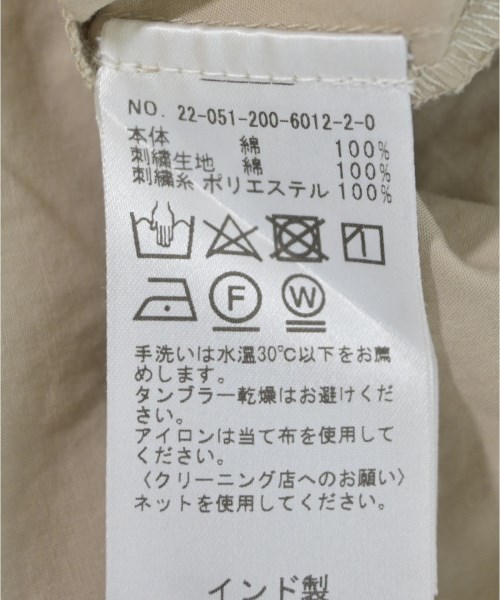 NO. 22-051-200-6012-2-0
本体 綿 100%
刺繍生地 綿 100%
刺繍糸 ポリエステル 100%
F W
手洗いは水温30℃以下をお薦
めします。
タンブラー乾燥はお避けくだ
さい。
アイロンは当て布を使用して
ください。
〈クリーニング店へのお願い〉
ネットを使用してください。
インド製